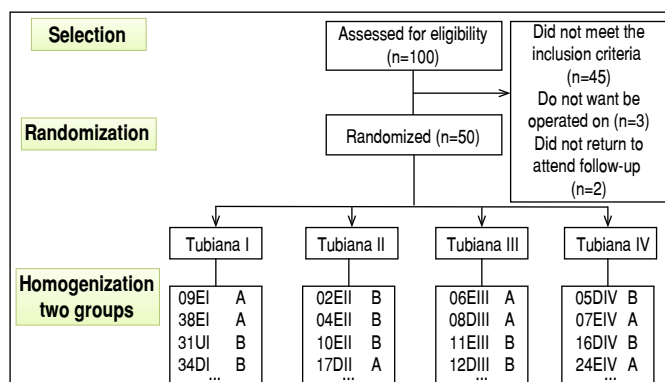 Selection
Assessed for eligibility
(n=100)
Did not meet the
inclusion criteria
(n=45)
Do not want be
operated on (n=3)
Did not return to
attend follow-up
(n=2)
Randomization
Randomized (n=50)
Tubiana I
Tubiana II
Tubiana III
Tubiana IV
Homogenization
two groups
09EI A
38EI A
31UI B
34DI B
...
02EII B
04EII B
10EII B
17DII A
...
06EIII A
08DIII A
11EIII B
12DIII B
...
05DIV B
07EIV A
16DIV B
24EIV A
...